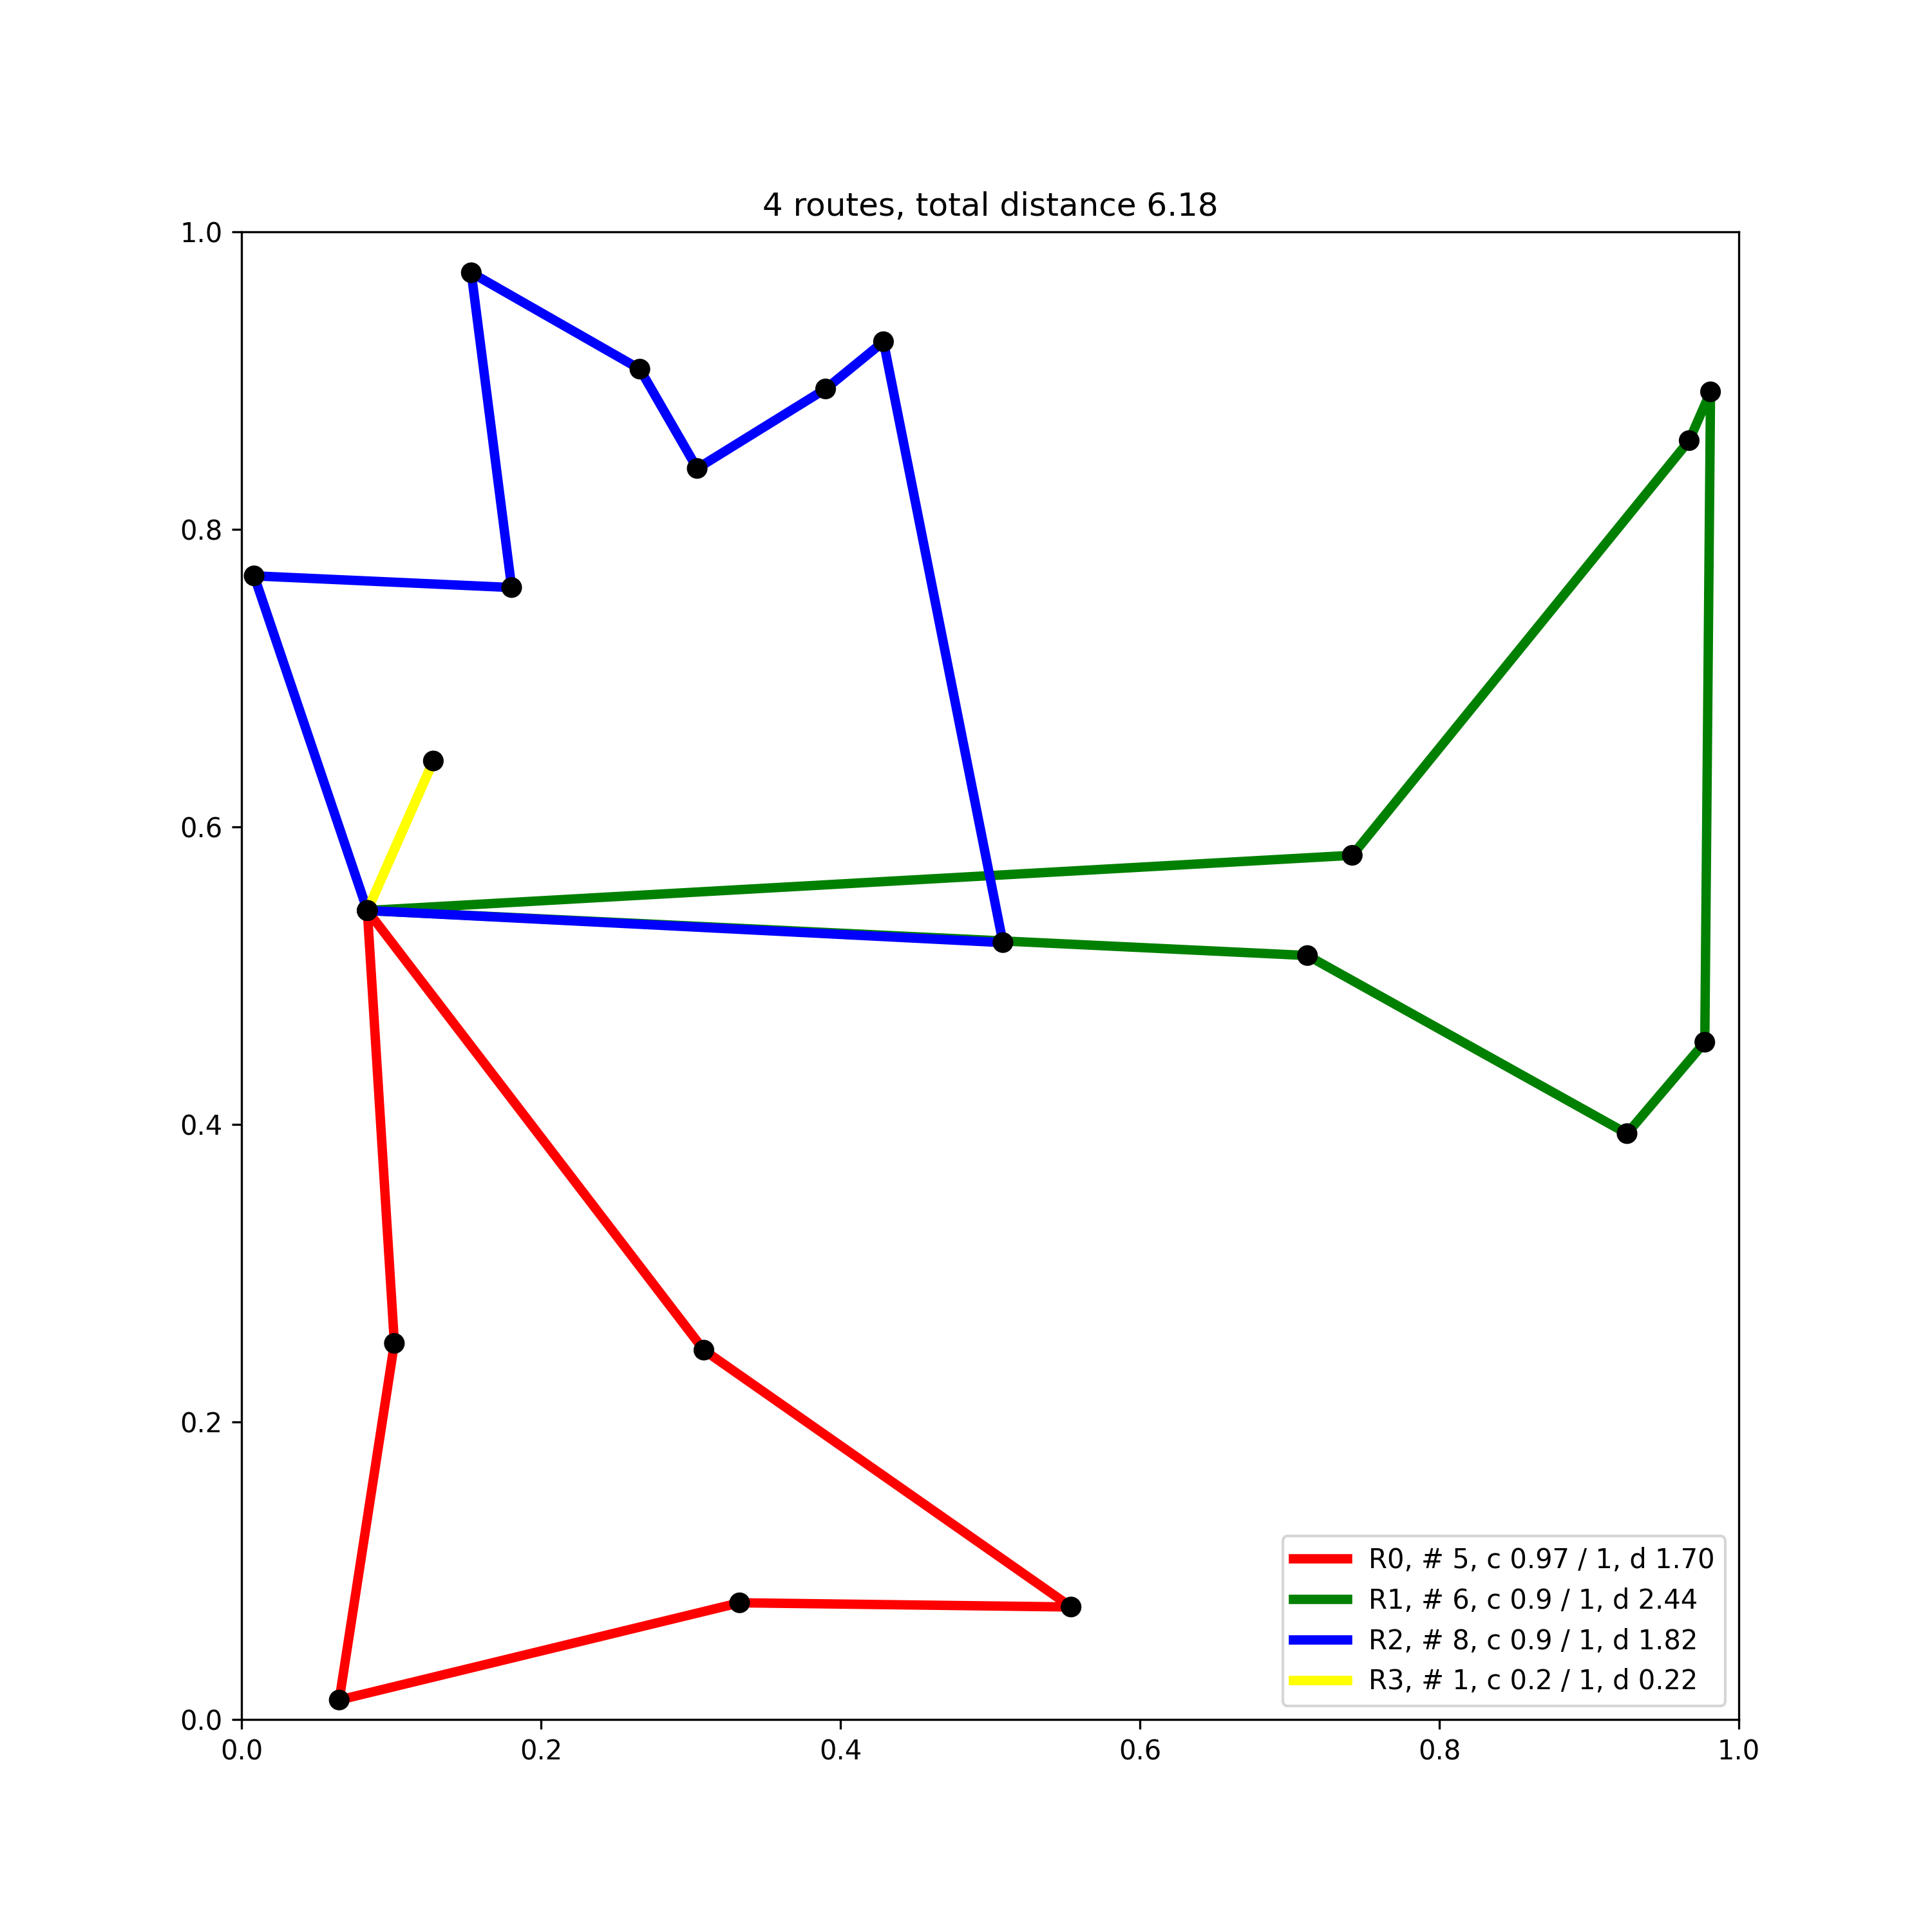 4 routes, total distance 6.18
1.0
0.8
0.6
0.4
0.2
0.0
0.0 0.2 0.4 0.6 0.8 1.0
R0, # 5, c 0.97 / 1, d 1.70
R1, # 6, c 0.9 / 1, d 2.44
R2, # 8, c 0.9 / 1, d 1.82
R3, # 1, c 0.2 / 1, d 0.22